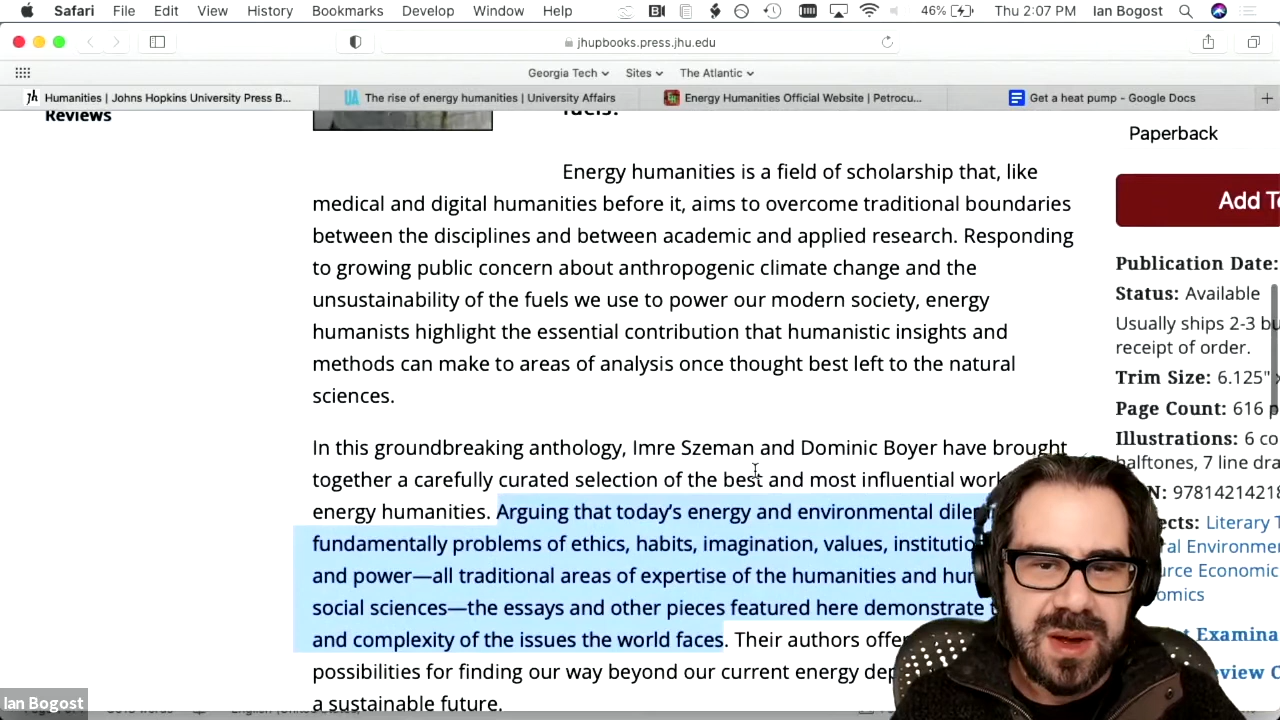 Safari File Edit View History Bookmarks Develop Window Help 46% Thu 2:07 PM Ian Bogost
jhupbooks.press.jhu.edu
Georgia Tech Sites The Atlantic
Humanities | Johns Hopkins University Press B... The rise of energy humanities | University Affairs Energy Humanities Official Website | Petrocu... Get a heat pump - Google Docs
Reviews
fuels?
Paperback
Add To
Energy humanities is a field of scholarship that, like
medical and digital humanities before it, aims to overcome traditional boundaries
between the disciplines and between academic and applied research. Responding
to growing public concern about anthropogenic climate change and the
unsustainability of the fuels we use to power our modern society, energy
humanists highlight the essential contribution that humanistic insights and
methods can make to areas of analysis once thought best left to the natural
sciences.
In this groundbreaking anthology, Imre Szeman and Dominic Boyer have brought
together a carefully curated selection of the best and most influential work
energy humanities. Arguing that today's energy and environmental
fundamentally problems of ethics, habits, imagination, values,
and power—all traditional areas of expertise of the humanities and
social sciences—the essays and other pieces featured here demonstrate
and complexity of the issues the world faces. Their authors offer
possibilities for finding our way beyond our current energy
a sustainable future.
Publication Date:
Status: Available
Usually ships 2-3
receipt of order.
Trim Size: 6.125"
Page Count: 616
Illustrations: 6
halftones, 7 line
Literary
Economic
Ian Bogost